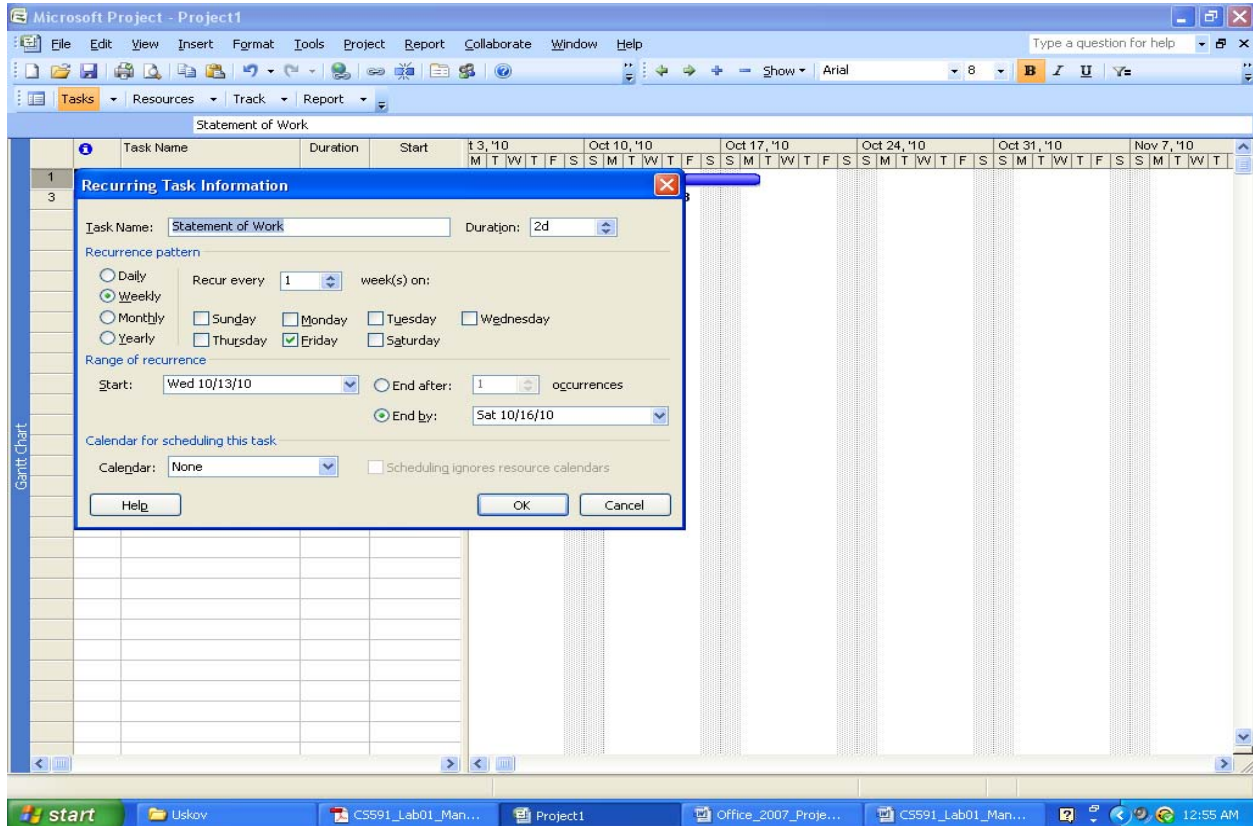 Microsoft Project - Project1
File Edit View Insert Format Tools Project Report Collaborate Window Help Type a question for help
Show Arial 8 B I U
Tasks Resources Track Report
Statement of Work
Task Name Duration Start t 3, '10 Oct 10, '10 Oct 17, '10 Oct 24, '10 Oct 31, '10 Nov 7, '10
M T W T F S S M T W T F S S M T W T F S S M T W T F S S M T W T F S S M T W T
1
3
Recurring Task Information
Task Name: Statement of Work Duration: 2d
Recurrence pattern
Daily Recur every 1 week(s) on:
Weekly
Monthly Sunday Monday Tuesday Wednesday
Yearly Thursday Friday Saturday
Range of recurrence
Start: Wed 10/13/10 End after: 1 occurrences
End by: Sat 10/16/10
Calendar for scheduling this task
Calendar: None Scheduling ignores resource calendars
Help OK Cancel
Gantt Chart
start Uskov CS591_Lab01_Man... Project1 Office_2007_Proje... CS591_Lab01_Man... 12:55 AM